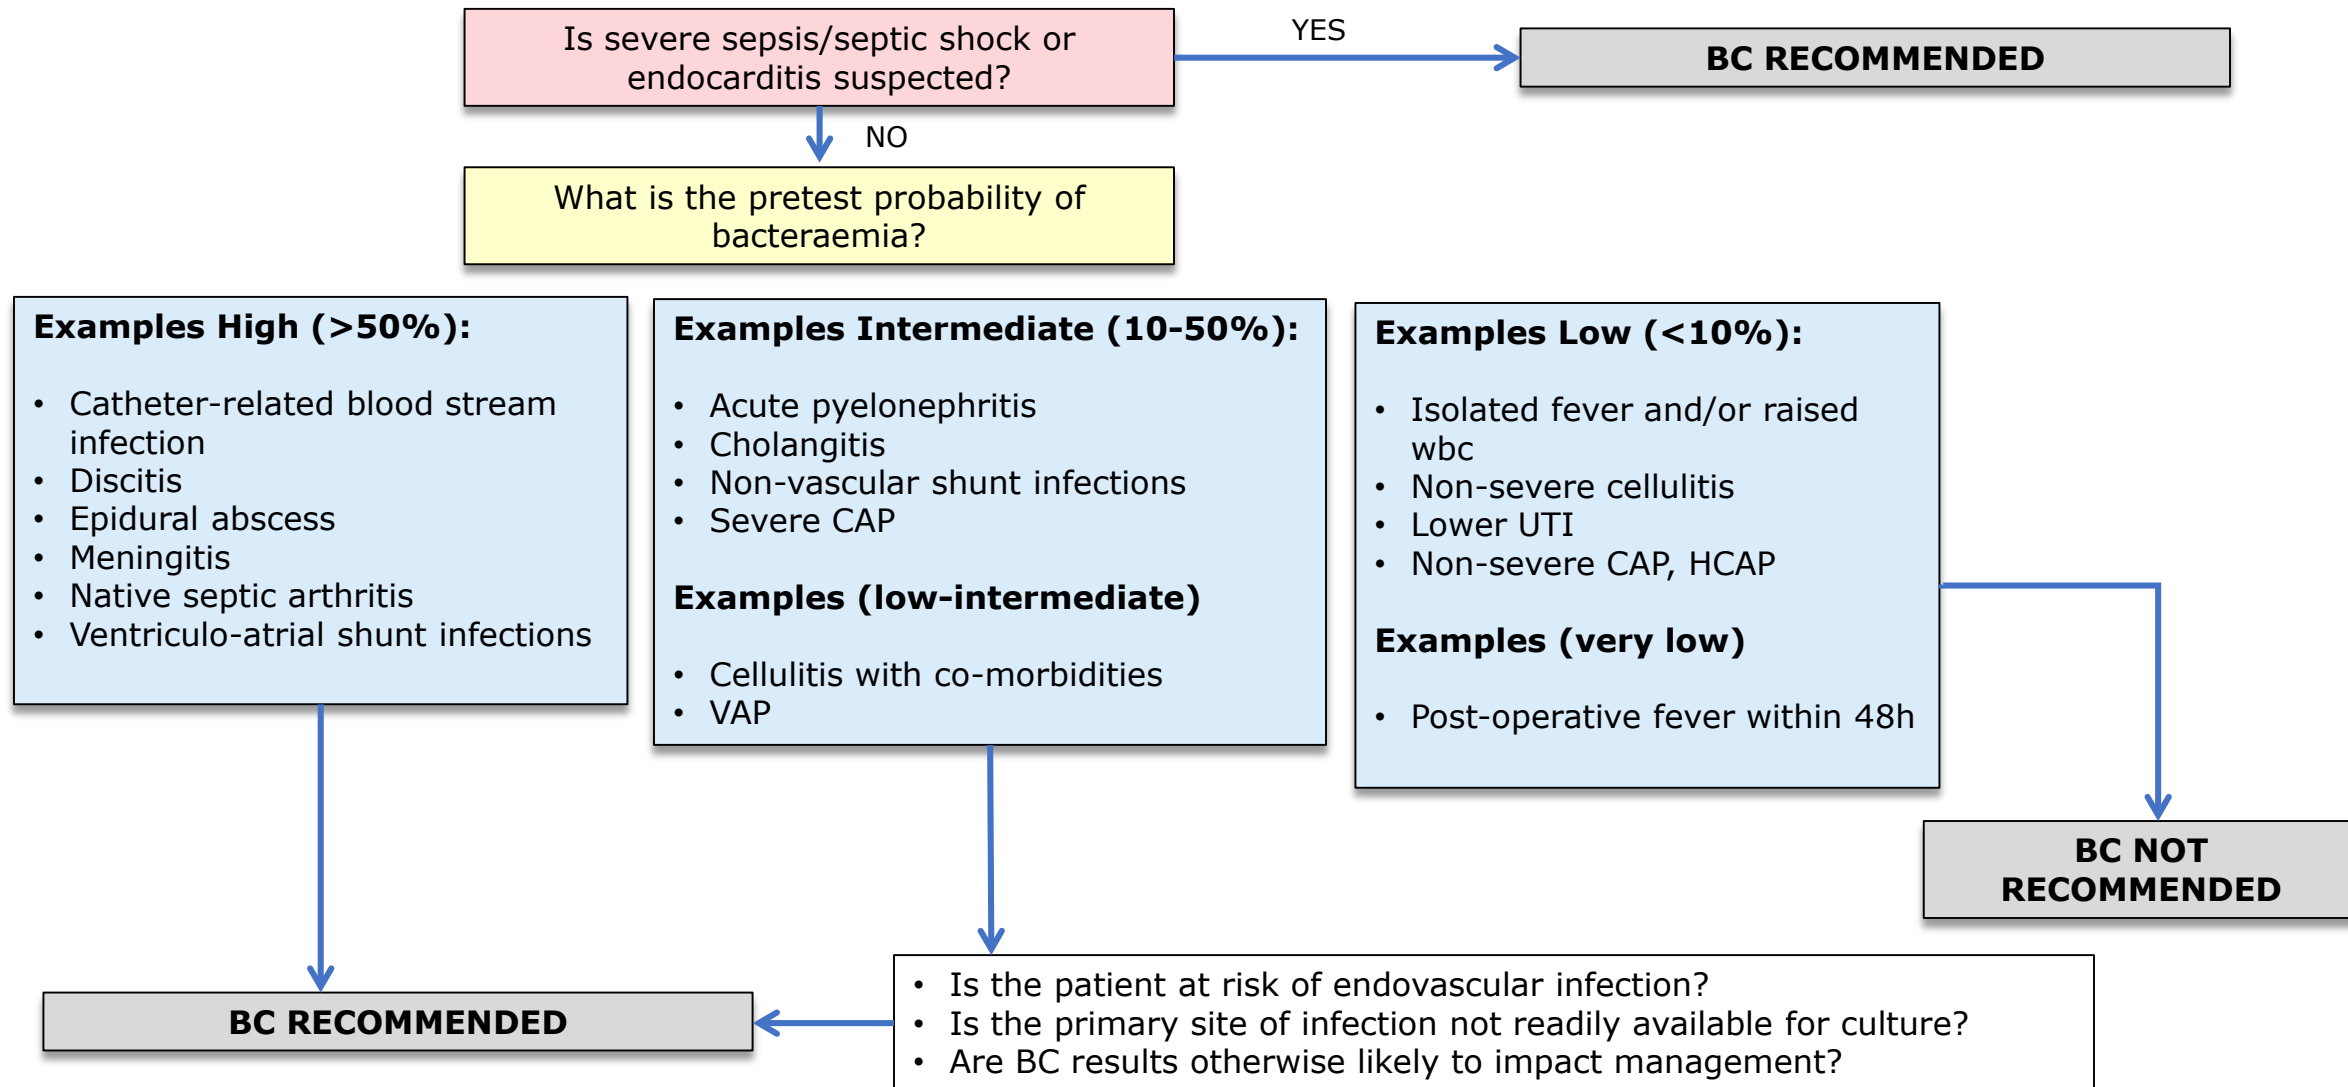 Is severe sepsis/septic shock or
endocarditis suspected?
YES
BC RECOMMENDED
NO
What is the pretest probability of
bacteraemia?
Examples High (>50%):
• Catheter-related blood stream
infection
• Discitis
• Epidural abscess
• Meningitis
• Native septic arthritis
• Ventriculo-atrial shunt infections
Examples Intermediate (10-50%):
• Acute pyelonephritis
• Cholangitis
• Non-vascular shunt infections
• Severe CAP
Examples (low-intermediate)
• Cellulitis with co-morbidities
• VAP
Examples Low (<10%):
• Isolated fever and/or raised
wbc
• Non-severe cellulitis
• Lower UTI
• Non-severe CAP, HCAP
Examples (very low)
• Post-operative fever within 48h
BC NOT
RECOMMENDED
BC RECOMMENDED
• Is the patient at risk of endovascular infection?
• Is the primary site of infection not readily available for culture?
• Are BC results otherwise likely to impact management?